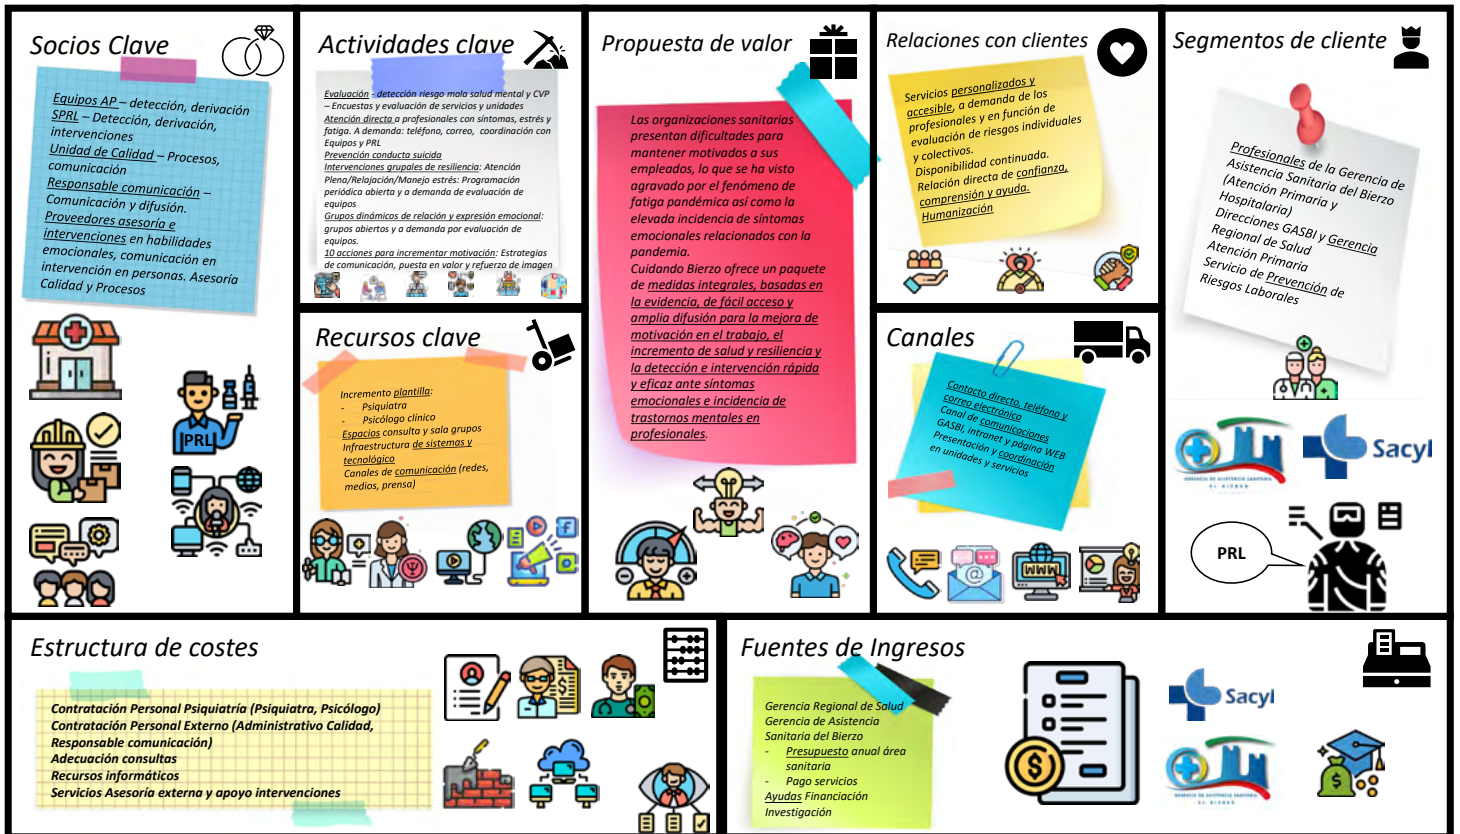 Socios Clave
Equipos AP – detección, derivación
SPRL – Detección, derivación,
intervenciones
Unidad de Calidad – Procesos,
comunicación
Responsable comunicación –
Comunicación y difusión.
Proveedores asesoría e
intervenciones en habilidades
emocionales, comunicación en
intervención en personas. Asesoría
Calidad y Procesos
PRL
Actividades clave
Evaluación - detección riesgo mala salud mental y CVP
– Encuestas y evaluación de servicios y unidades
Atención directa a profesionales con síntomas, estrés y
fatiga. A demanda: teléfono, correo, coordinación con
Equipos y PRL
Prevención conducta suicida
Intervenciones grupales de resiliencia: Atención
Plena/Relajación/Manejo estrés: Programación
periódica abierta y a demanda de evaluación de
equipos
Grupos dinámicos de relación y expresión emocional:
grupos abiertos y a demanda por evaluación de
equipos.
10 acciones para incrementar motivación: Estrategias
de comunicación, puesta en valor y refuerzo de imagen
Recursos clave
Incremento plantilla:
- Psiquiatra
- Psicólogo clínico
Espacios consulta y sala grupos
Infraestructura de sistemas y
tecnológico
Canales de comunicación (redes,
medios, prensa)
Propuesta de valor
Las organizaciones sanitarias
presentan dificultades para
mantener motivados a sus
empleados, lo que se ha visto
agravado por el fenómeno de
fatiga pandémica así como la
elevada incidencia de síntomas
emocionales relacionados con la
pandemia.
Cuidando Bierzo ofrece un paquete
de medidas integrales, basadas en
la evidencia, de fácil acceso y
amplia difusión para la mejora de
motivación en el trabajo, el
incremento de salud y resiliencia y
la detección e intervención rápida
y eficaz ante síntomas
emocionales e incidencia de
trastornos mentales en
profesionales.
Relaciones con clientes
Servicios personalizados y
accesible, a demanda de los
profesionales y en función de
evaluación de riesgos individuales
y colectivos.
Disponibilidad continuada.
Relación directa de confianza,
comprensión y ayuda.
Humanización
Canales
Contacto directo, teléfono y
correo electrónico
Canal de comunicaciones
GASBI, intranet y página WEB
Presentación y coordinación
en unidades y servicios
WWW
Segmentos de cliente
Profesionales de la Gerencia de
Asistencia Sanitaria del Bierzo
(Atención Primaria y
Hospitalaria)
Direcciones GASBI y Gerencia
Regional de Salud
Atención Primaria
Servicio de Prevención de
Riesgos Laborales
GERENCIA DE ASISTENCIA SANITARIA
EL BIERZO
Sacyl
PRL
Estructura de costes
Contratación Personal Psiquiatría (Psiquiatra, Psicólogo)
Contratación Personal Externo (Administrativo Calidad,
Responsable comunicación)
Adecuación consultas
Recursos informáticos
Servicios Asesoría externa y apoyo intervenciones
Fuentes de Ingresos
Gerencia Regional de Salud
Gerencia de Asistencia
Sanitaria del Bierzo
- Presupuesto anual área
sanitaria
- Pago servicios
Ayudas Financiación
Investigación
Sacyl
GERENCIA DE ASISTENCIA SANITARIA
EL BIERZO